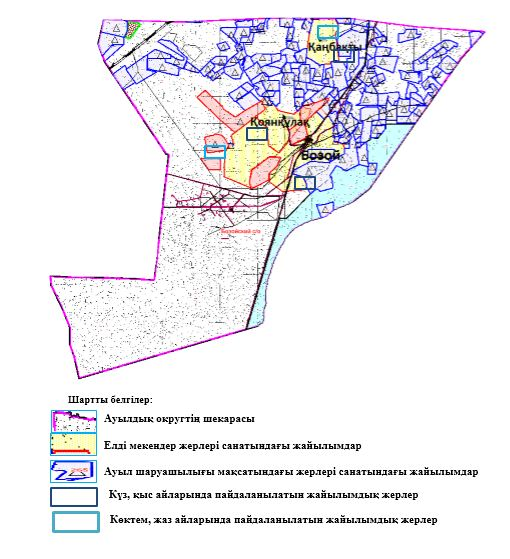 Қаңбақты
Қоянқұлақ
Бозой
Бозойский с/о
Шартты белгілер:
Ауылдық округтің шекарасы
Елді мекендер жерлері санатындағы жайылымдар
Ауыл шаруашылығы мақсатындағы жерлері санатындағы жайылымдар
Күз, қыс айларында пайдаланылатын жайылымдық жерлер
Көктем, жаз айларында пайдаланылатын жайылымдық жерлер